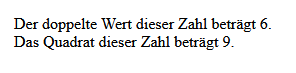 Der doppelte Wert dieser Zahl beträgt 6.
Das Quadrat dieser Zahl beträgt 9.